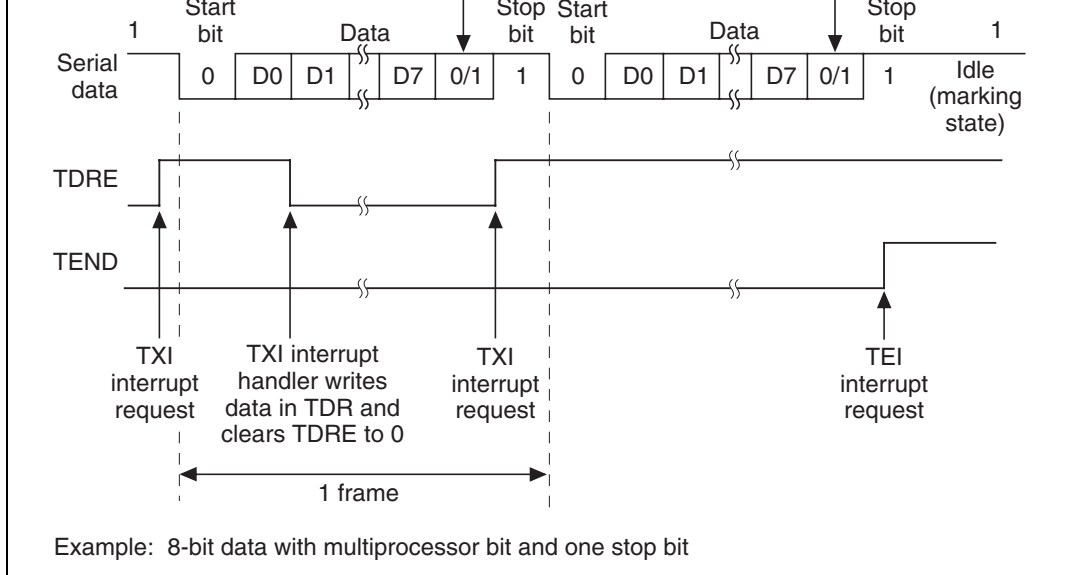 Start bit
Stop bit
Start bit
Stop bit
1
Data
Data
1
Serial data
0 D0 D1 D7 0/1 1 0 D0 D1 D7 0/1 1
Idle (marking state)
TDRE
TEND
TXI interrupt request
TXI interrupt handler writes data in TDR and clears TDRE to 0
TXI interrupt request
TEI interrupt request
1 frame
Example: 8-bit data with multiprocessor bit and one stop bit